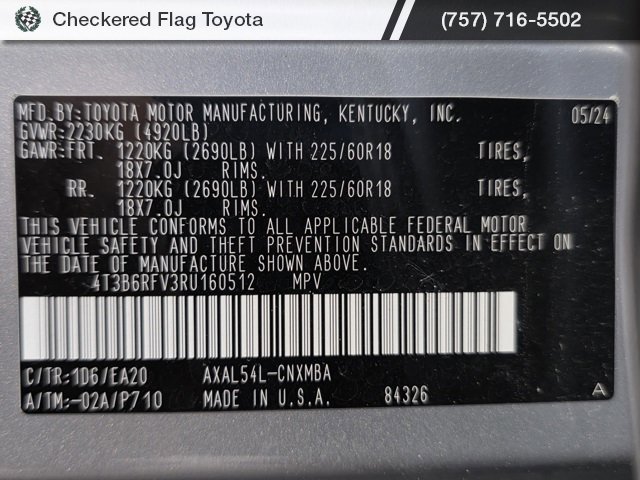 Checkered Flag Toyota
(757) 716-5502
MFD.BY:TOYOTA MOTOR MANUFACTURING, KENTUCKY, INC. 05/24
GVWR:2230KG (4920LB)
GAWR:FRT. 1220KG (2690LB) WITH 225/60R18 TIRES,
18X7.0J RIMS.
RR. 1220KG (2690LB) WITH 225/60R18 TIRES,
18X7.0J RIMS.
THIS VEHICLE CONFORMS TO ALL APPLICABLE FEDERAL MOTOR
VEHICLE SAFETY AND THEFT PREVENTION STANDARDS IN EFFECT ON
THE DATE OF MANUFACTURE SHOWN ABOVE.
4T3B6RFV3RU160512 MPV
C/TR:1D6/EA20 AXAL54L-CNXMBA
A/TM:-02A/P710 MADE IN U.S.A. 84326 A